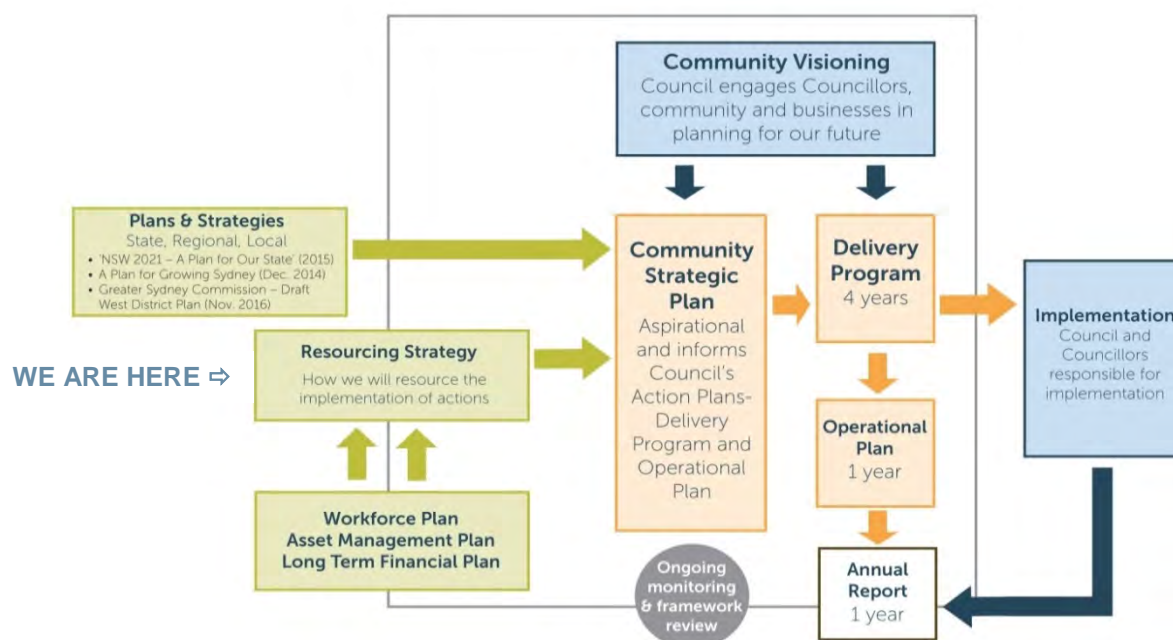 Community Visioning
Council engages Councillors,
community and businesses in
planning for our future
Plans & Strategies
State, Regional, Local
• 'NSW 2021 – A Plan for Our State' (2015)
• A Plan for Growing Sydney (Dec. 2014)
• Greater Sydney Commission – Draft
West District Plan (Nov. 2016)
WE ARE HERE ⇨
Resourcing Strategy
How we will resource the
implementation of actions
Workforce Plan
Asset Management Plan
Long Term Financial Plan
Community
Strategic
Plan
Aspirational
and informs
Council's
Action Plans-
Delivery
Program and
Operational
Plan
Delivery
Program
4 years
Operational
Plan
1 year
Annual
Report
1 year
Implementation
Council and
Councillors
responsible for
implementation
Ongoing
monitoring
& framework
review